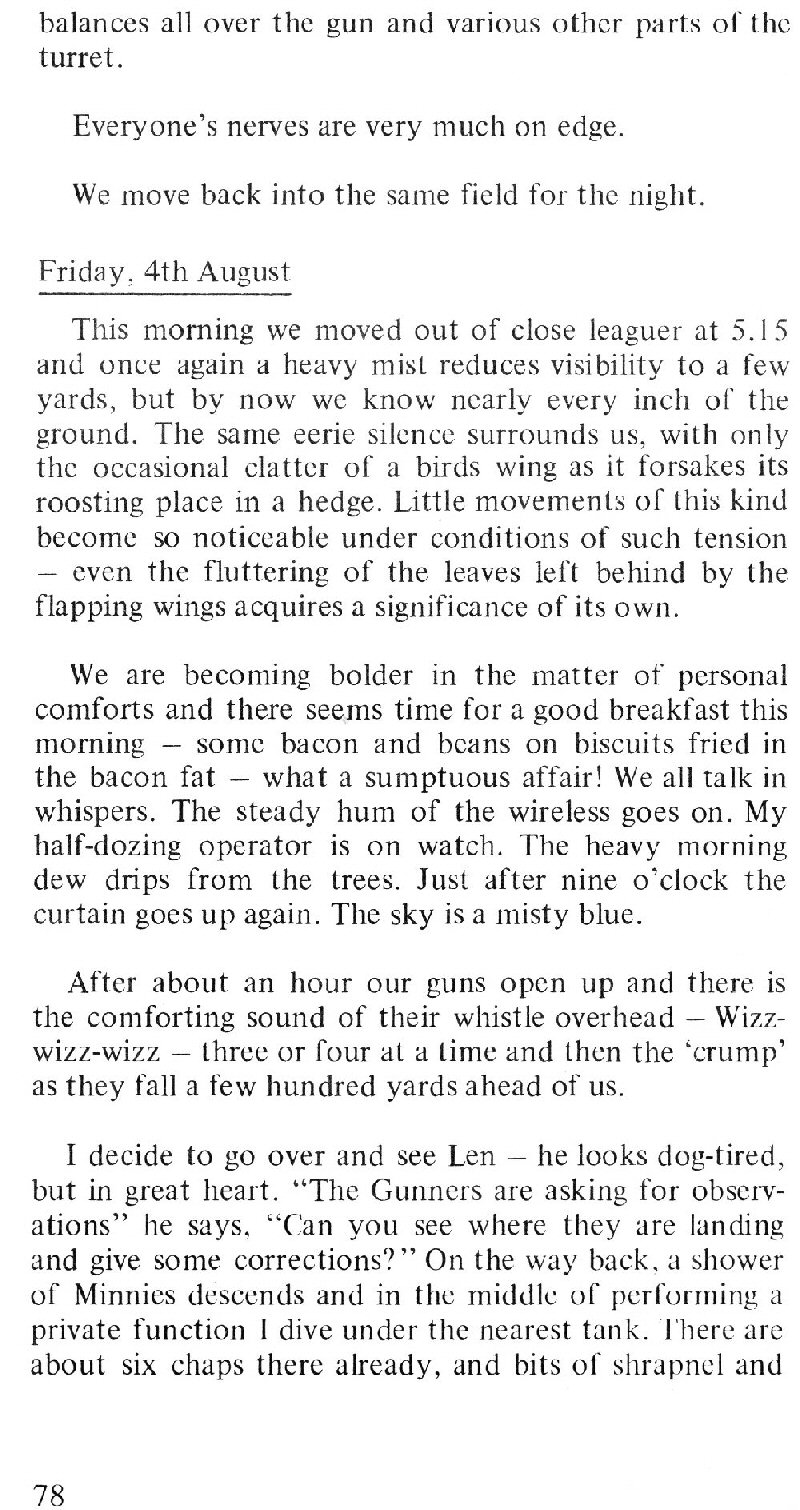 balances all over the gun and various other parts of the
turret.
Everyone's nerves are very much on edge.
We move back into the same field for the night.
Friday, 4th August
This morning we moved out of close leaguer at 5.15
and once again a heavy mist reduces visibility to a few
yards, but by now we know nearly every inch of the
ground. The same eerie silence surrounds us, with only
the occasional clatter of a birds wing as it forsakes its
roosting place in a hedge. Little movements of this kind
become so noticeable under conditions of such tension
— even the fluttering of the leaves left behind by the
flapping wings acquires a significance of its own.
We are becoming bolder in the matter of personal
comforts and there seems time for a good breakfast this
morning — some bacon and beans on biscuits fried in
the bacon fat — what a sumptuous affair! We all talk in
whispers. The steady hum of the wireless goes on. My
half-dozing operator is on watch. The heavy morning
dew drips from the trees. Just after nine o'clock the
curtain goes up again. The sky is a misty blue.
After about an hour our guns open up and there is
the comforting sound of their whistle overhead — Wizz-
wizz-wizz — three or four at a time and then the ‘crump’
as they fall a few hundred yards ahead of us.
I decide to go over and see Len — he looks dog-tired,
but in great heart. “The Gunners are asking for observ-
ations” he says, “Can you see where they are landing
and give some corrections?” On the way back, a shower
of Minnies descends and in the middle of performing a
private function I dive under the nearest tank. There are
about six chaps there already, and bits of shrapnel and
78